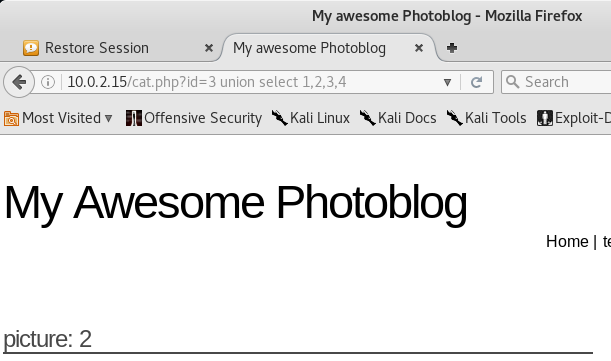 My awesome Photoblog - Mozilla Firefox
Restore Session My awesome Photoblog
10.0.2.15/cat.php?id=3 union select 1,2,3,4 Search
Most Visited Offensive Security Kali Linux Kali Docs Kali Tools Exploit-D
My Awesome Photoblog
Home | te
picture: 2